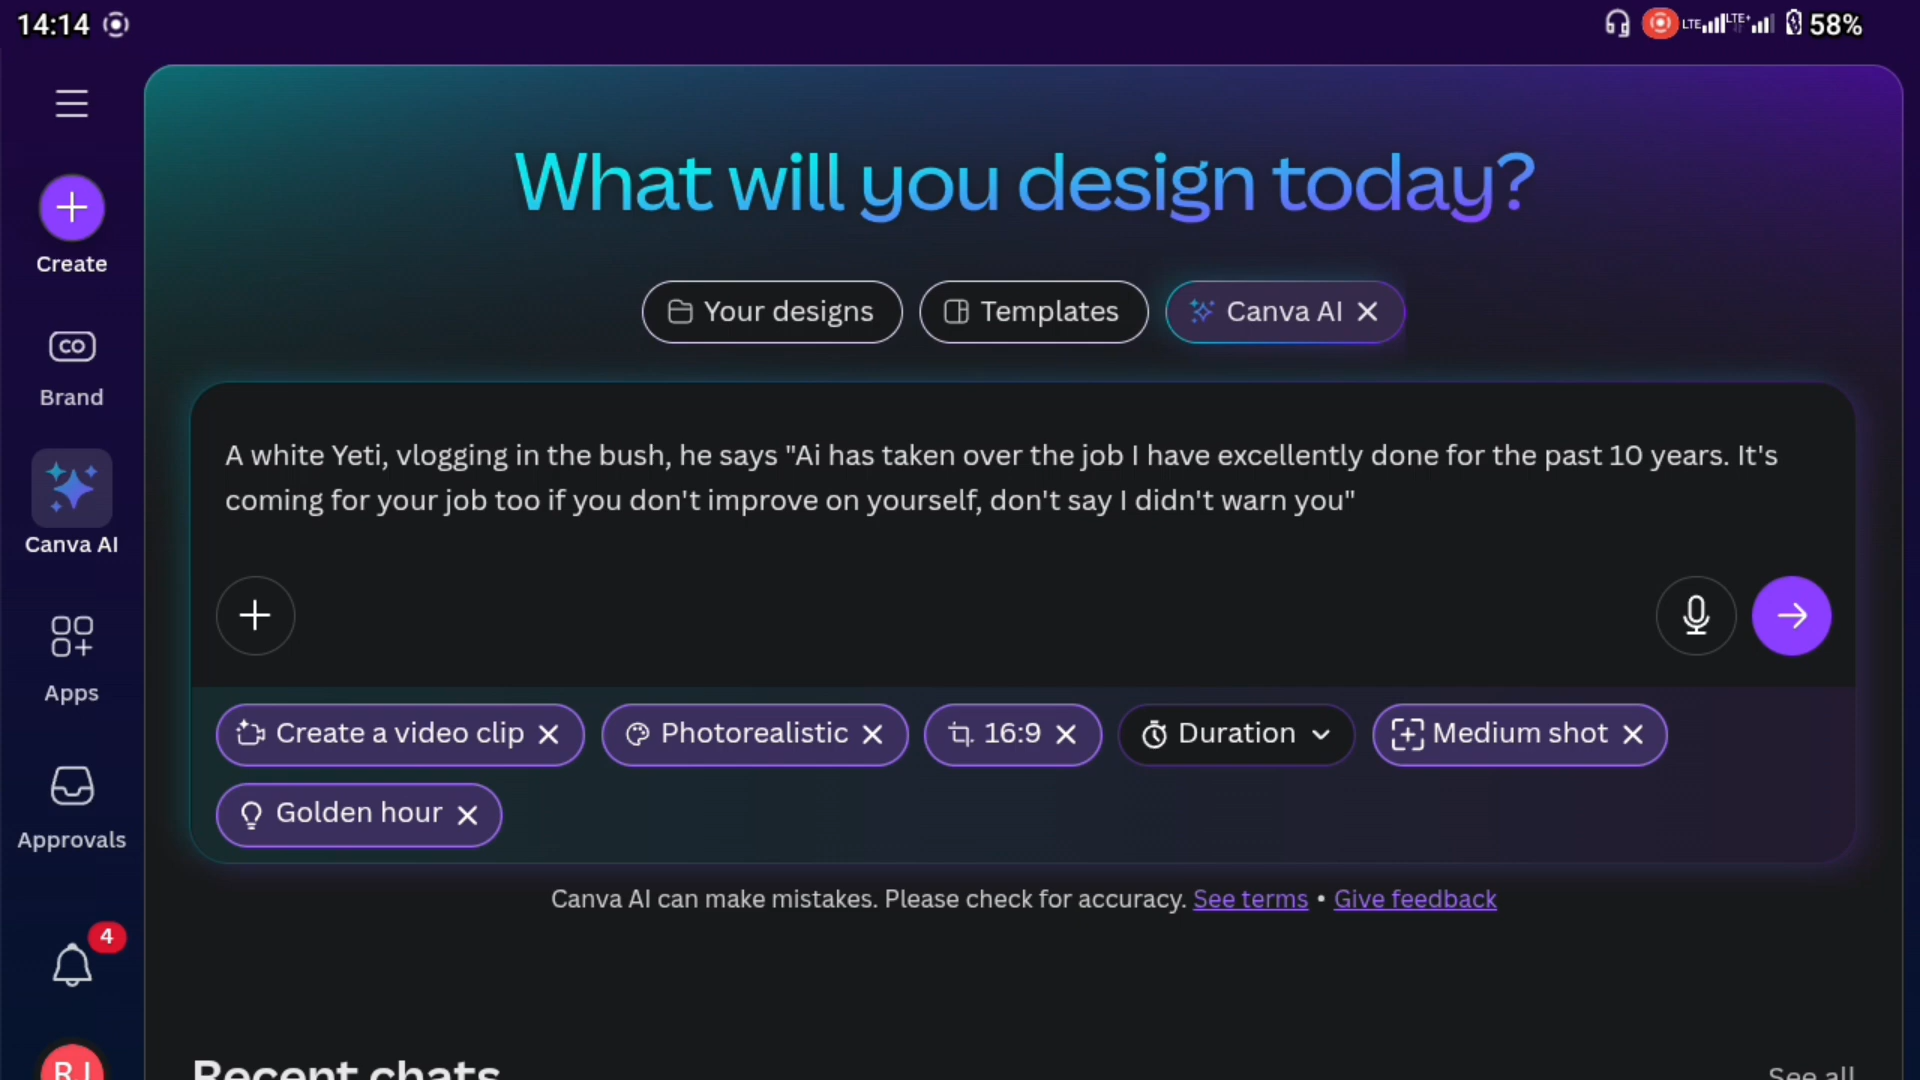 14:14
LTE LTE+ 58%
What will you design today?
Create
Your designs Templates Canva AI
Brand
CO
A white Yeti, vlogging in the bush, he says "Ai has taken over the job I have excellently done for the past 10 years. It's
coming for your job too if you don't improve on yourself, don't say I didn't warn you"
Canva AI
Apps
Create a video clip Photorealistic 16:9 Duration Medium shot
Golden hour
Approvals
Canva AI can make mistakes. Please check for accuracy. See terms • Give feedback
4
RJ
Recent chats See all